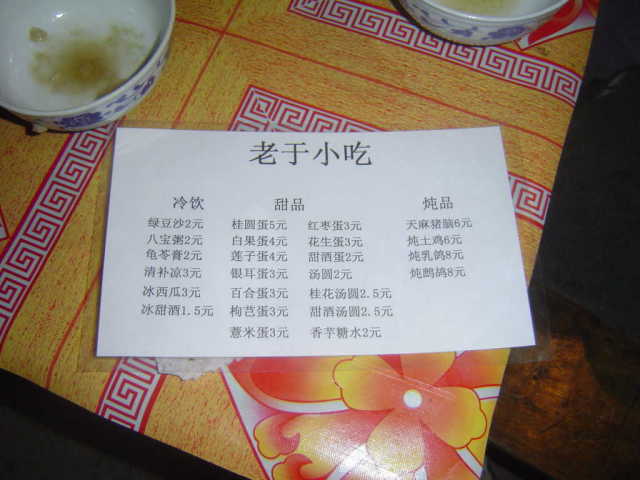 老于小吃
冷饮 甜品 炖品
绿豆沙2元 桂圆蛋5元 红枣蛋3元 天麻猪脑6元
八宝粥2元 白果蛋4元 花生蛋3元 炖土鸡6元
龟苓膏2元 莲子蛋4元 甜酒蛋2元 炖乳鸽8元
清补凉3元 银耳蛋3元 汤圆2元 炖鹧鸪8元
冰西瓜3元 百合蛋3元 桂花汤圆2.5元
冰甜酒1.5元 枸芑蛋3元 甜酒汤圆2.5元
薏米蛋3元 香芋糖水2元